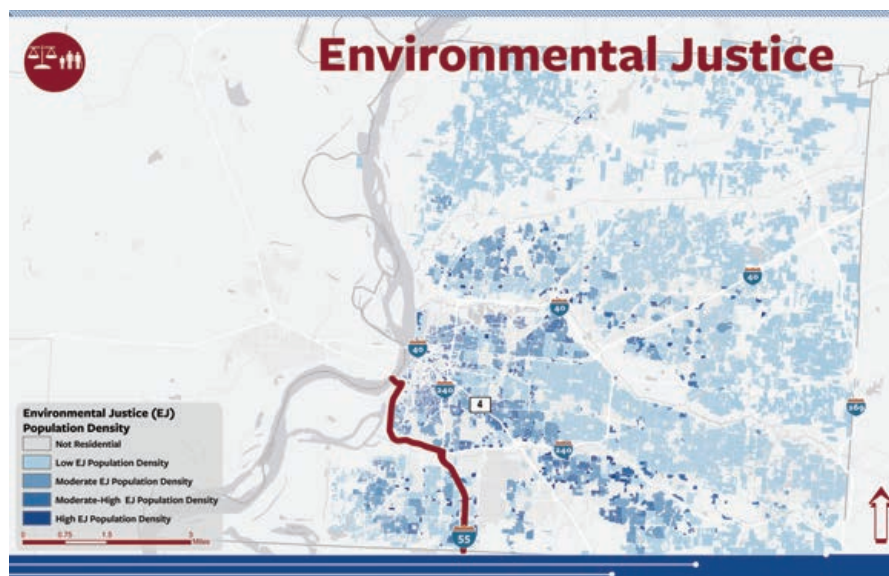 Environmental Justice
40
40
40
240
4
269
240
55
Environmental Justice (EJ)
Population Density
Not Residential
Low EJ Population Density
Moderate EJ Population Density
Moderate-High EJ Population Density
High EJ Population Density
0 0.75 1.5 3
Miles